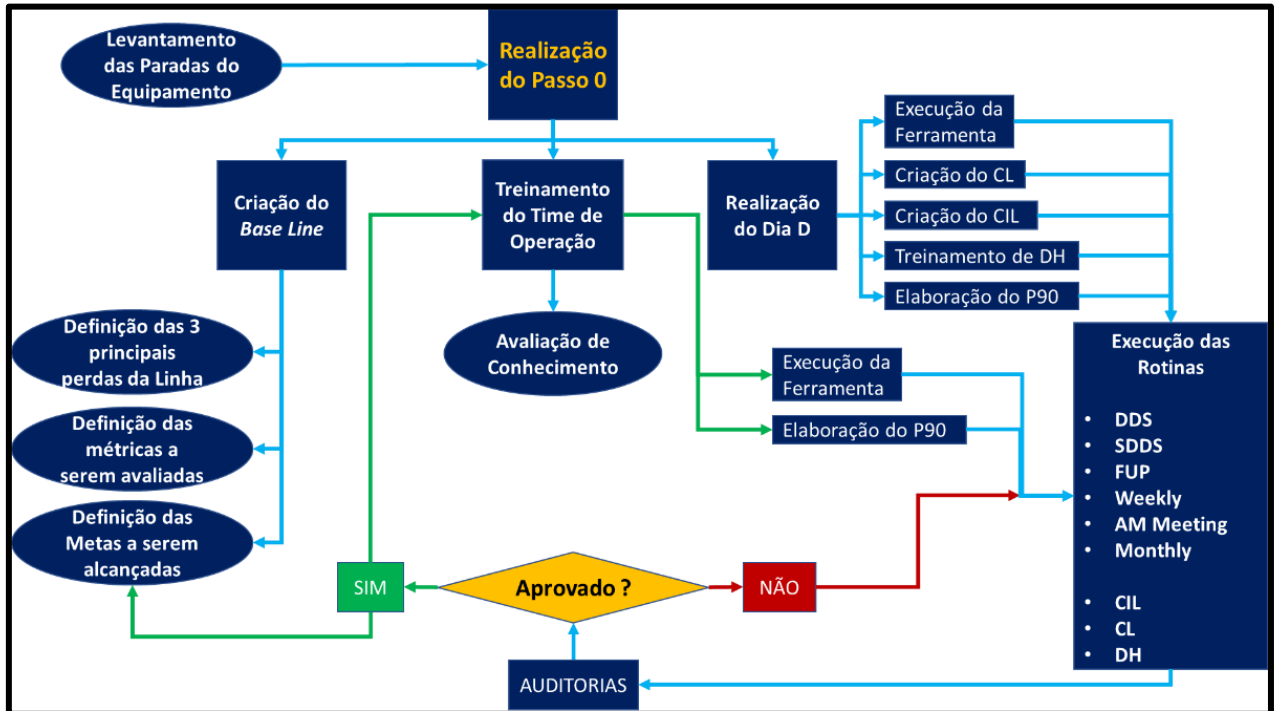 Levantamento
das Paradas do
Equipamento
Realização
do Passo 0
Criação do
Base Line
Treinamento
do Time de
Operação
Realização
do Dia D
Execução da
Ferramenta
Criação do CL
Criação do CIL
Treinamento de DH
Elaboração do P90
Definição das 3
principais
perdas da Linha
Definição das
métricas a
serem avaliadas
Definição das
Metas a serem
alcançadas
Avaliação de
Conhecimento
Execução da
Ferramenta
Elaboração do P90
Execução das
Rotinas
• DDS
• SDDS
• FUP
• Weekly
• AM Meeting
• Monthly
• CIL
• CL
• DH
SIM
Aprovado ?
NÃO
AUDITORIAS